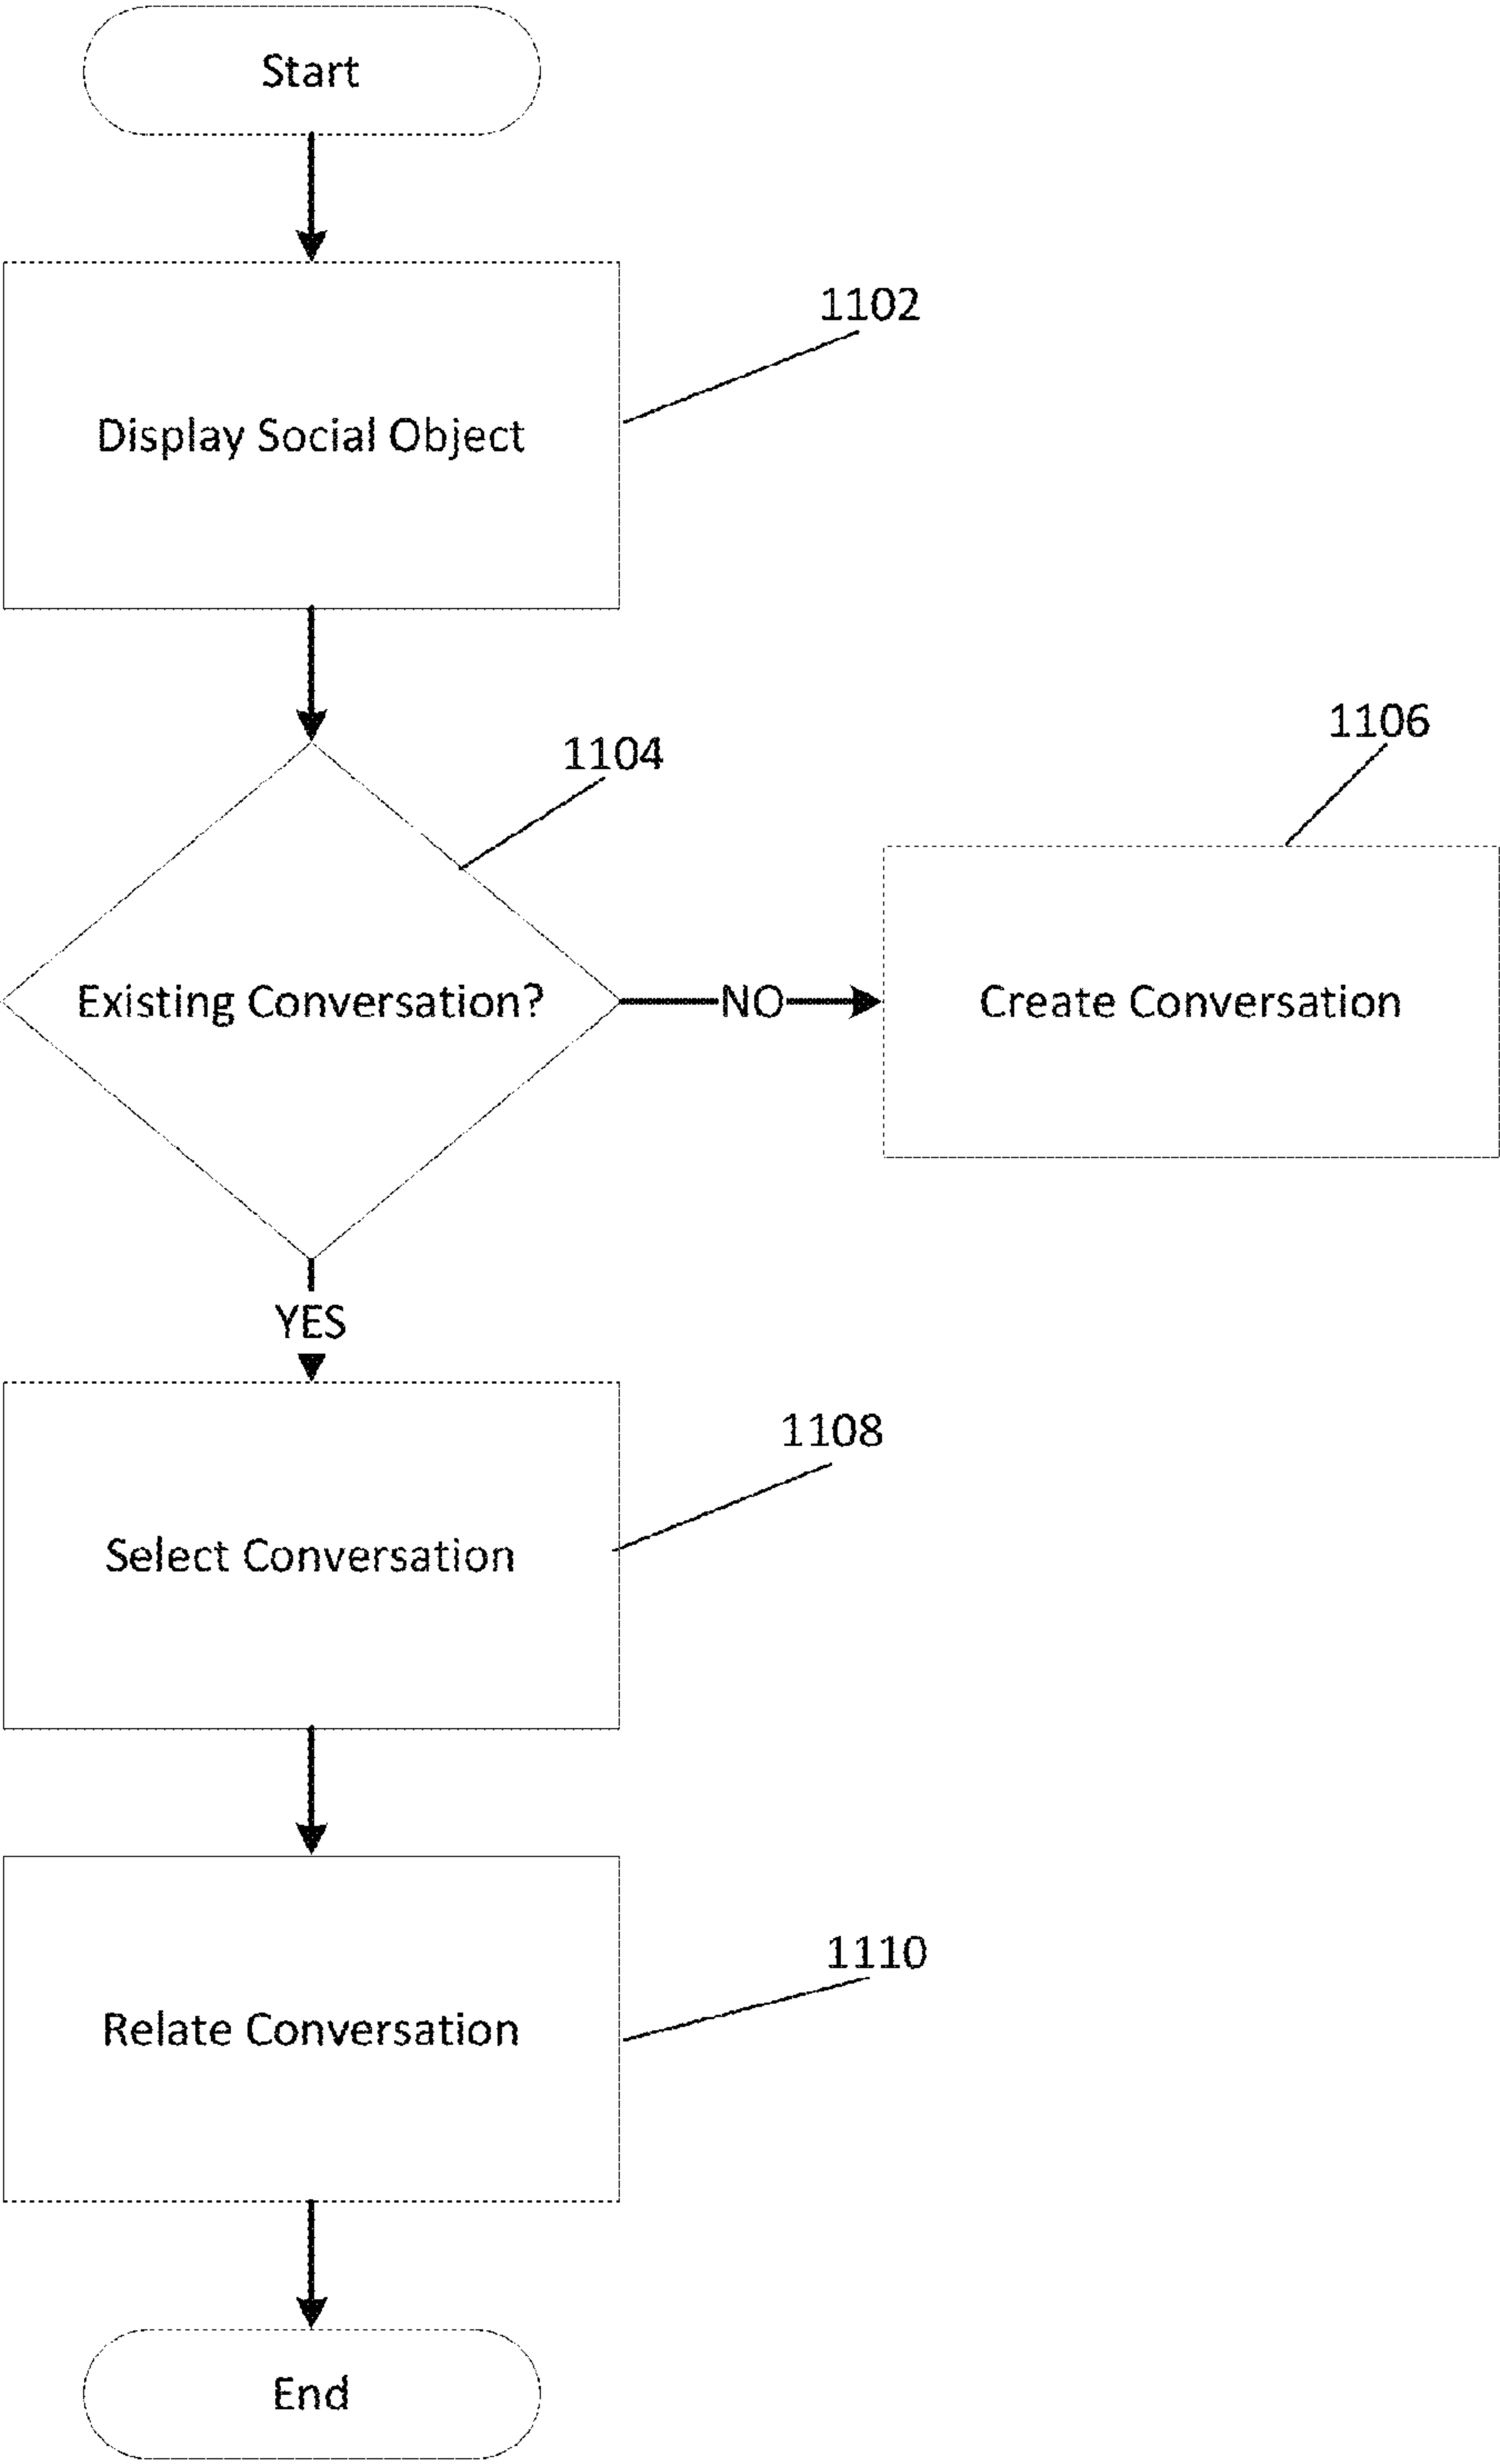 Start
1102
Display Social Object
1104
1106
Existing Conversation?
NO
Create Conversation
YES
1108
Select Conversation
1110
Relate Conversation
End